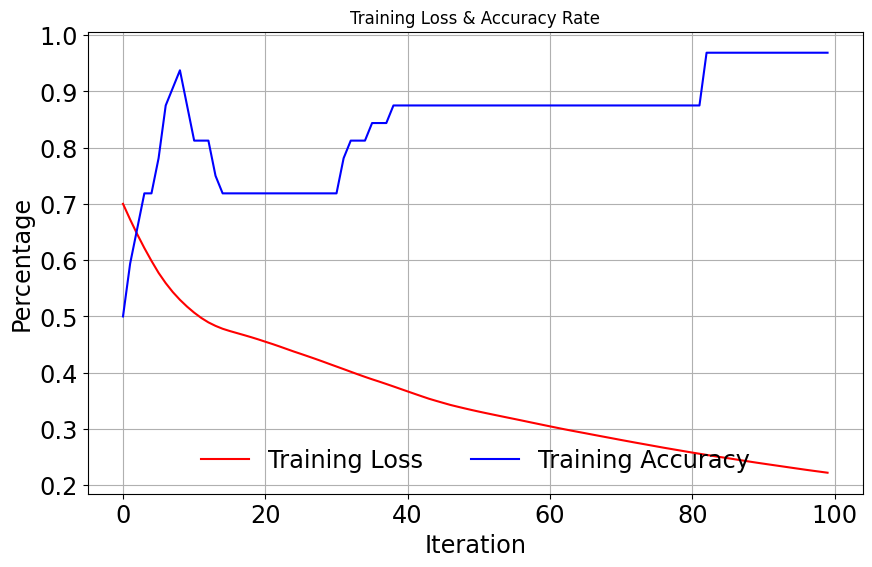 Training Loss & Accuracy Rate
1.0
0.9
0.8
0.7
0.6
0.5
0.4
0.3
0.2
Percentage
Training Loss Training Accuracy
0 20 40 60 80 100
Iteration